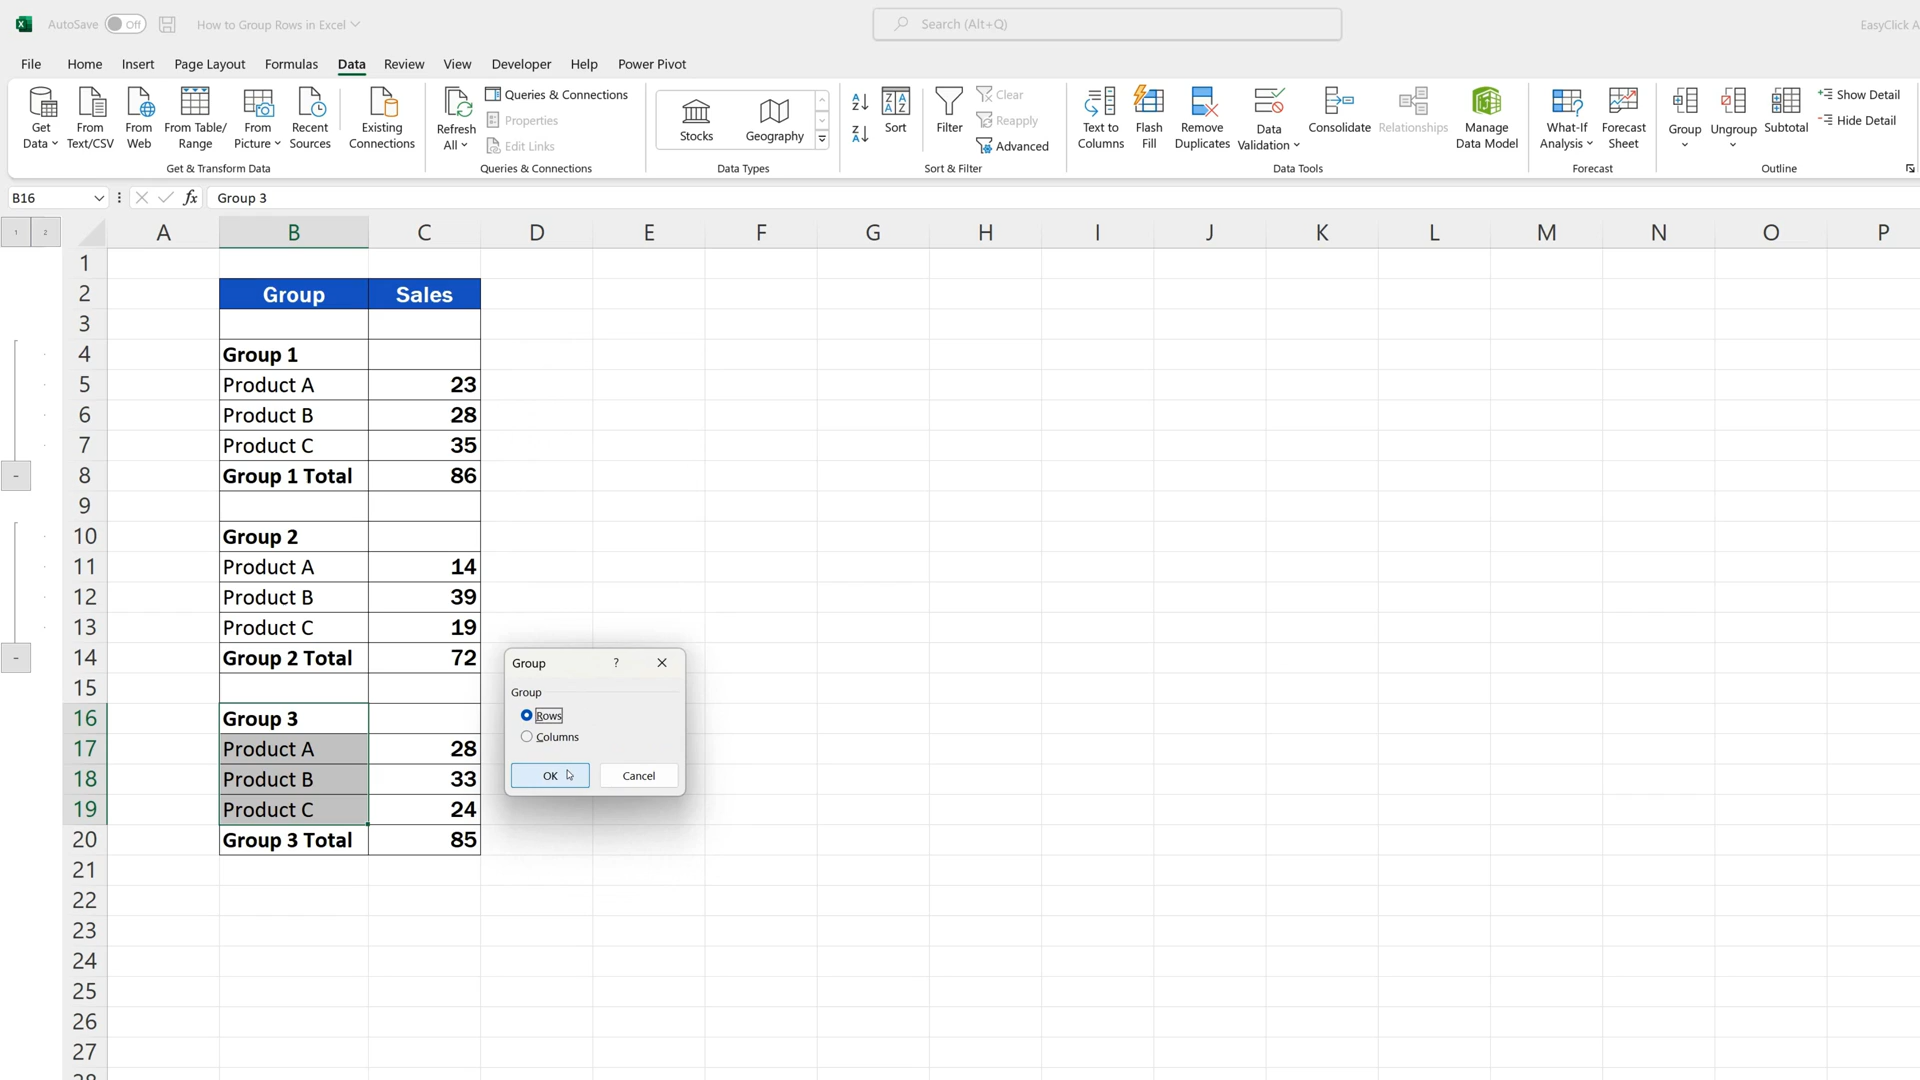 AutoSave Off How to Group Rows in Excel Search (Alt+Q) EasyClick A
File Home Insert Page Layout Formulas Data Review View Developer Help Power Pivot
Get Data From Text/CSV From Web From Table/ Range From Picture Recent Sources Existing Connections
Get & Transform Data
Refresh All Queries & Connections Properties Edit Links
Queries & Connections
Stocks Geography
Data Types
Sort Filter Clear Reapply Advanced
Sort & Filter
Text to Columns Flash Fill Remove Duplicates Data Validation Consolidate Relationships Manage Data Model
Data Tools
What-If Analysis Forecast Sheet
Forecast
Group Ungroup Subtotal Show Detail Hide Detail
Outline
B16 fx Group 3
1 2 A B C D E F G H I J K L M N O P
1
2 Group Sales
3
4 Group 1
5 Product A 23
6 Product B 28
7 Product C 35
- 8 Group 1 Total 86
9
10 Group 2
11 Product A 14
12 Product B 39
13 Product C 19
- 14 Group 2 Total 72
15
16 Group 3
17 Product A 28
18 Product B 33
19 Product C 24
20 Group 3 Total 85
21
22
23
24
25
26
27
28
Group ?
Group
Rows
Columns
OK Cancel